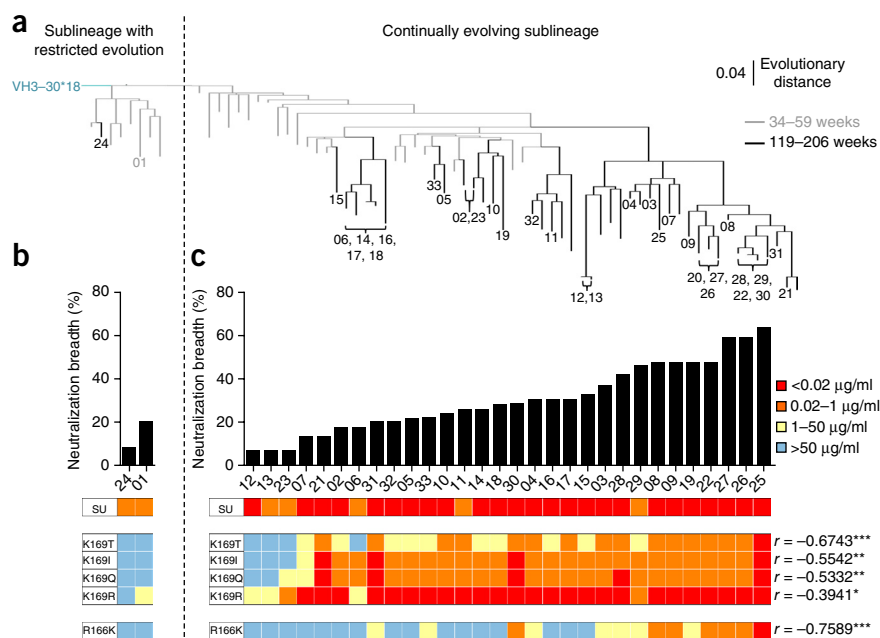 a
Sublineage with
restricted evolution
Continually evolving sublineage
VH3–30*18
0.04
Evolutionary
distance
34–59 weeks
119–206 weeks
24
01
15
06, 14, 16,
17, 18
33
05
02,23
10
19
32
11
12,13
04
03
25
07
09
20, 27,
26
08
28, 29,
22, 30
31
21
b
Neutralization breadth (%)
80
60
40
20
0
24
01
SU
K169T
K169I
K169Q
K169R
R166K
c
Neutralization breadth (%)
80
60
40
20
0
<0.02 µg/ml
0.02–1 µg/ml
1–50 µg/ml
>50 µg/ml
12 13 23 07 21 02 06 31 32 05 33 10 11 14 18 30 04 16 17 15 03 28 29 08 09 19 22 27 26 25
SU
K169T r = –0.6743***
K169I r = –0.5542**
K169Q r = –0.5332**
K169R r = –0.3941*
R166K r = –0.7589***